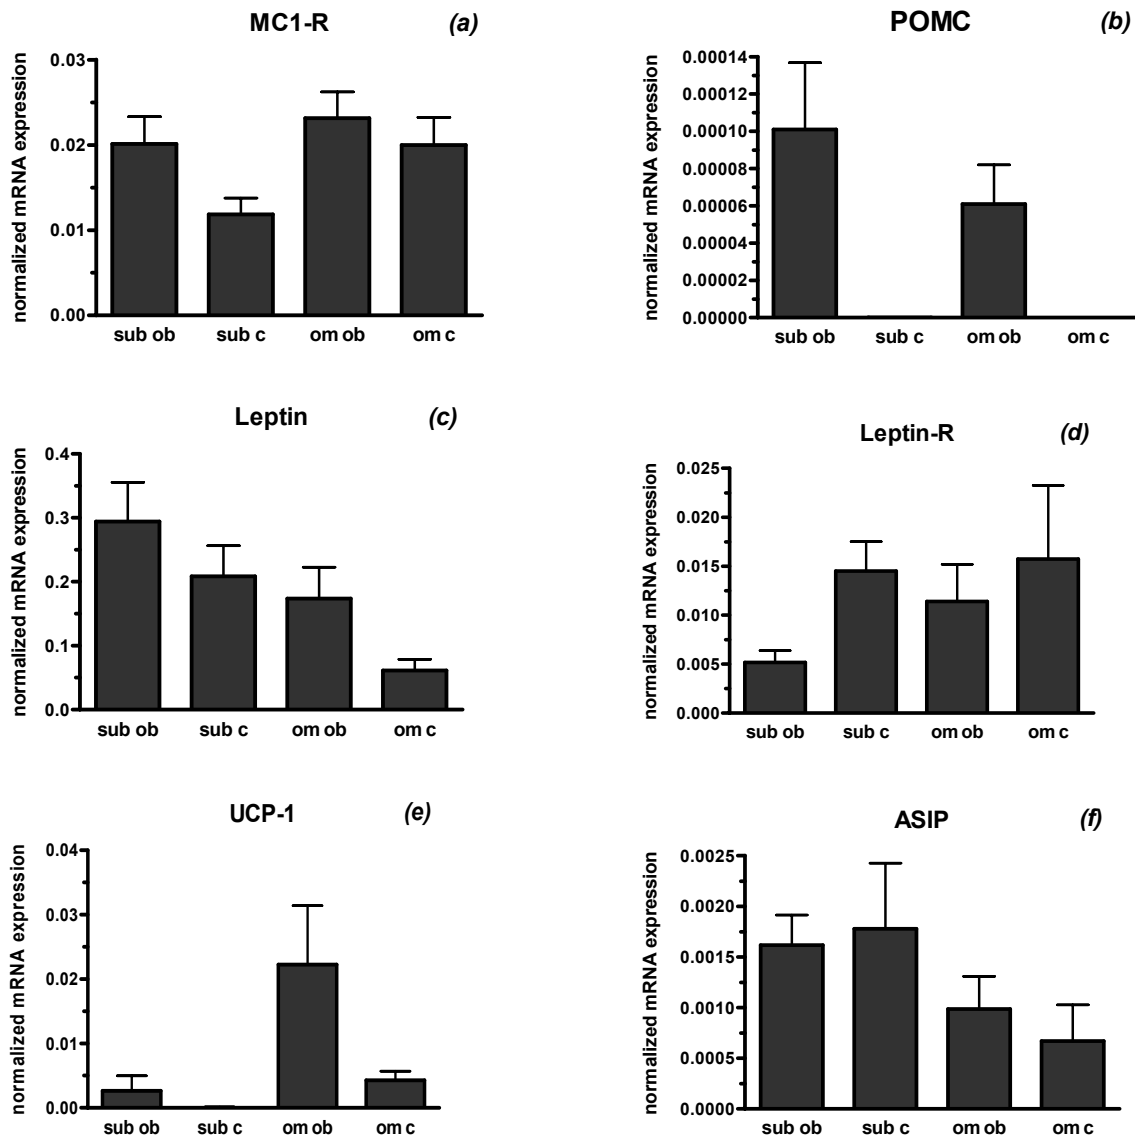 MC1-R (a)
normalized mRNA expression
0.03
0.02
0.01
0.00
sub ob sub c om ob om c
POMC (b)
normalized mRNA expression
0.00014
0.00012
0.00010
0.00008
0.00006
0.00004
0.00002
0.00000
sub ob sub c om ob om c
Leptin (c)
normalized mRNA expression
0.4
0.3
0.2
0.1
0.0
sub ob sub c om ob om c
Leptin-R (d)
normalized mRNA expression
0.025
0.020
0.015
0.010
0.005
0.000
sub ob sub c om ob om c
UCP-1 (e)
normalized mRNA expression
0.04
0.03
0.02
0.01
0.00
sub ob sub c om ob om c
ASIP (f)
normalized mRNA expression
0.0025
0.0020
0.0015
0.0010
0.0005
0.0000
sub ob sub c om ob om c